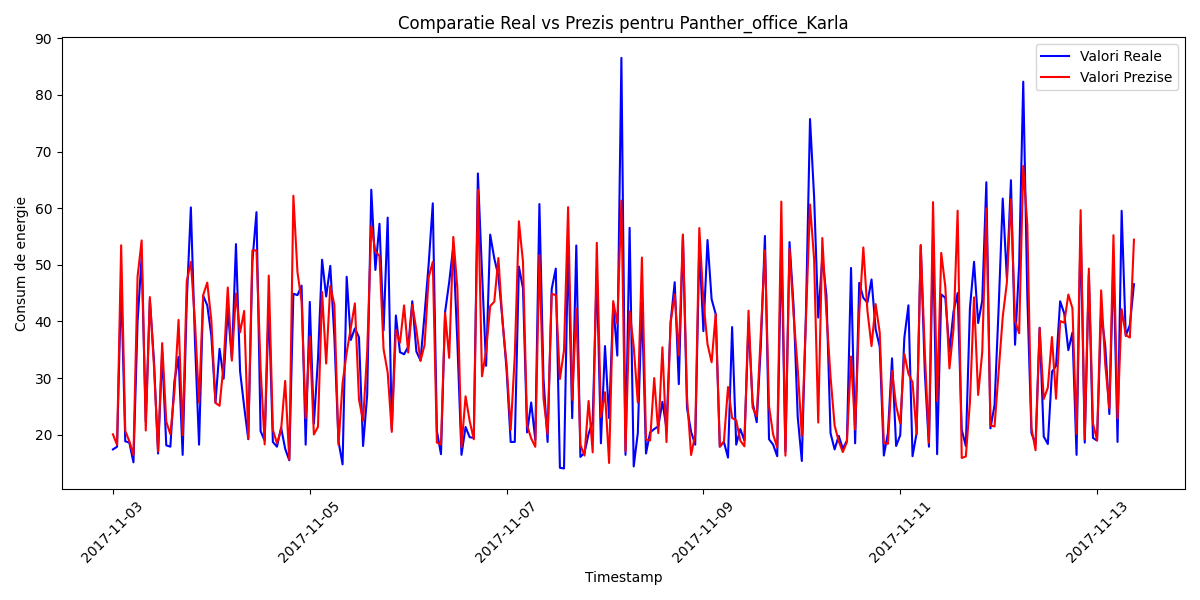 Comparatie Real vs Prezis pentru Panther_office_Karla
Valori Reale
Valori Prezise
Consum de energie
90
80
70
60
50
40
30
20
2017-11-03
2017-11-05
2017-11-07
2017-11-09
2017-11-11
2017-11-13
Timestamp